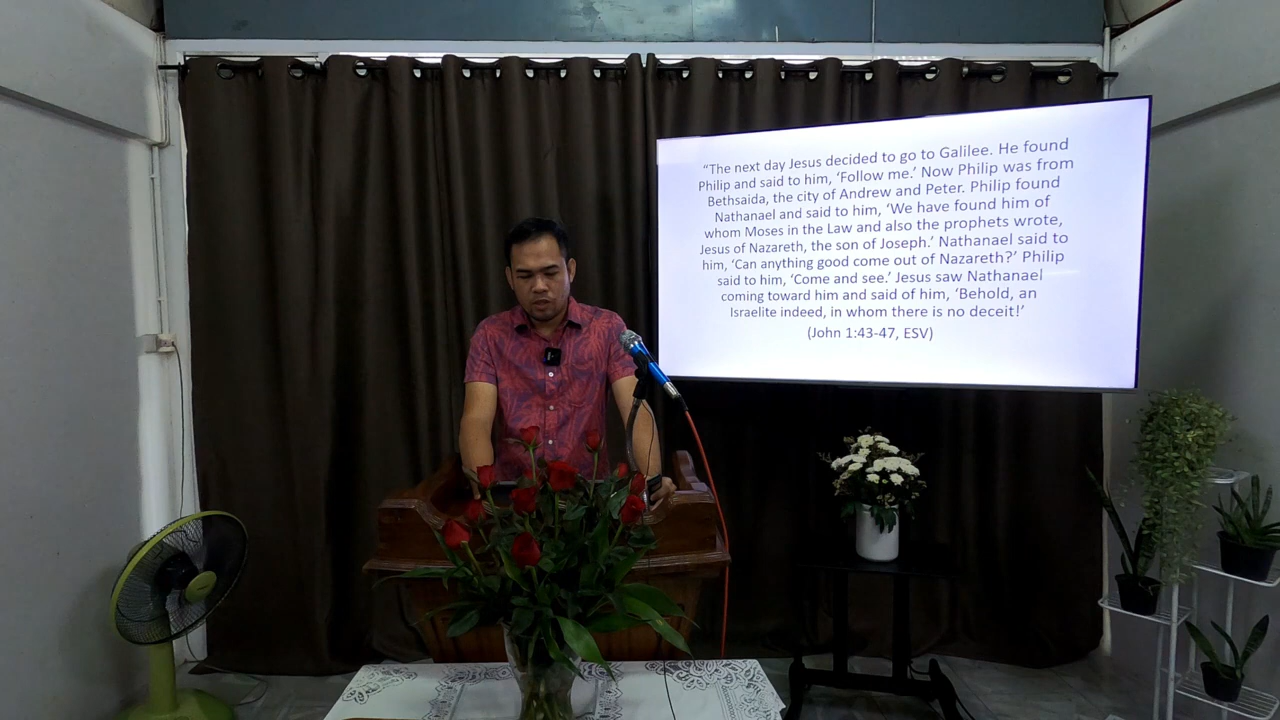 “The next day Jesus decided to go to Galilee. He found
Philip and said to him, ‘Follow me.’ Now Philip was from
Bethsaida, the city of Andrew and Peter. Philip found
Nathanael and said to him, ‘We have found him of
whom Moses in the Law and also the prophets wrote,
Jesus of Nazareth, the son of Joseph.’ Nathanael said to
him, ‘Can anything good come out of Nazareth?’ Philip
said to him, ‘Come and see.’ Jesus saw Nathanael
coming toward him and said of him, ‘Behold, an
Israelite indeed, in whom there is no deceit!’
(John 1:43-47, ESV)